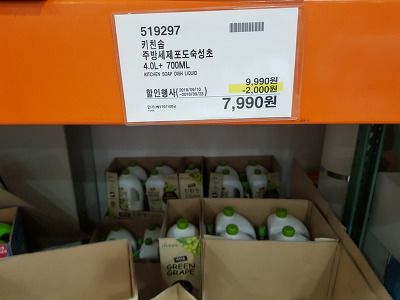 519297
키친솝
주방세제포도숙성초
4.0L+ 700ML
KITCHEN SOAP DISH LIQUID
9,990원
-2,000원
할인행사
7,990원
GREEN
GRAPE